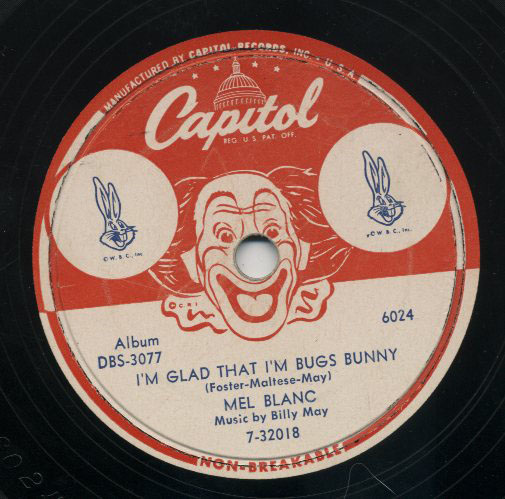 MANUFACTURED BY CAPITOL RECORDS, INC. - U.S.A.
Capitol
REG. U.S. PAT. OFF.
© W. B. C., Inc.
© W. B. C., Inc.
© C. R. I
6024
Album
DBS-3077
I'M GLAD THAT I'M BUGS BUNNY
(Foster-Maltese-May)
MEL BLANC
Music by Billy May
7-32018
NON-BREAKABLE